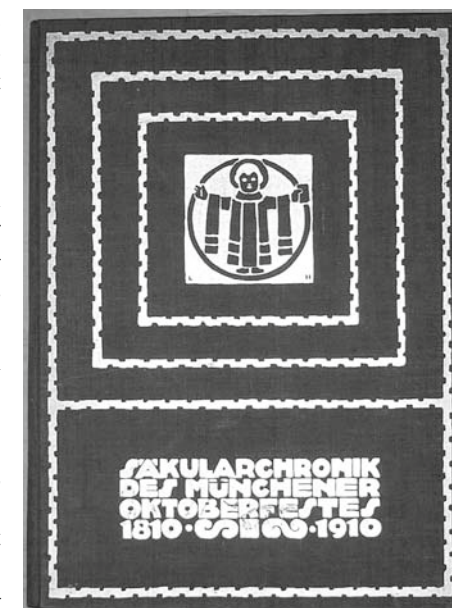 SÄKULARCHRONIK
DES MÜNCHENER
OKTOBERFESTES
1810 · · 1910